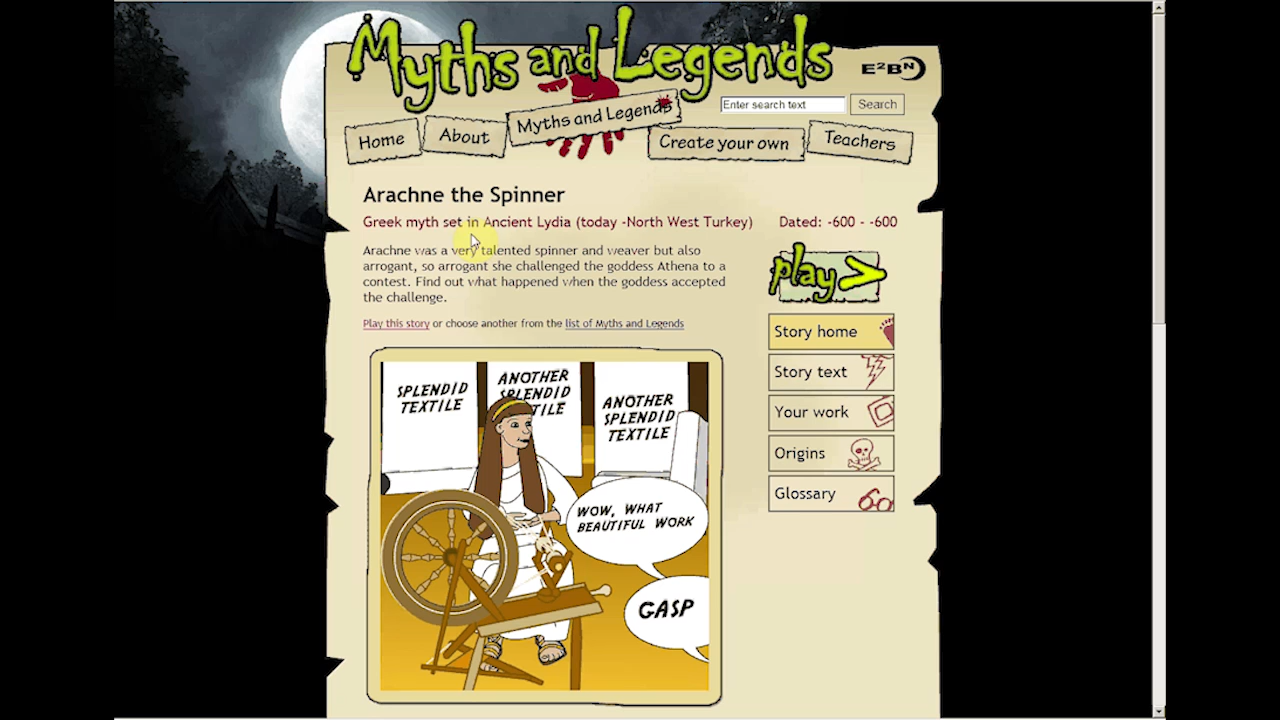 Myths and Legends
E2BN
Enter search text
Search
Home
About
Myths and Legends
Create your own
Teachers
Arachne the Spinner
Greek myth set in Ancient Lydia (today -North West Turkey)
Dated: -600 - -600
Arachne was a very talented spinner and weaver but also
arrogant, so arrogant she challenged the goddess Athena to a
contest. Find out what happened when the goddess accepted
the challenge.
Play this story or choose another from the list of Myths and Legends
play >
Story home
Story text
Your work
Origins
Glossary
SPLENDID
TEXTILE
ANOTHER
SPLENDID
TILE
ANOTHER
SPLENDID
TEXTILE
WOW, WHAT
BEAUTIFUL WORK
GASP